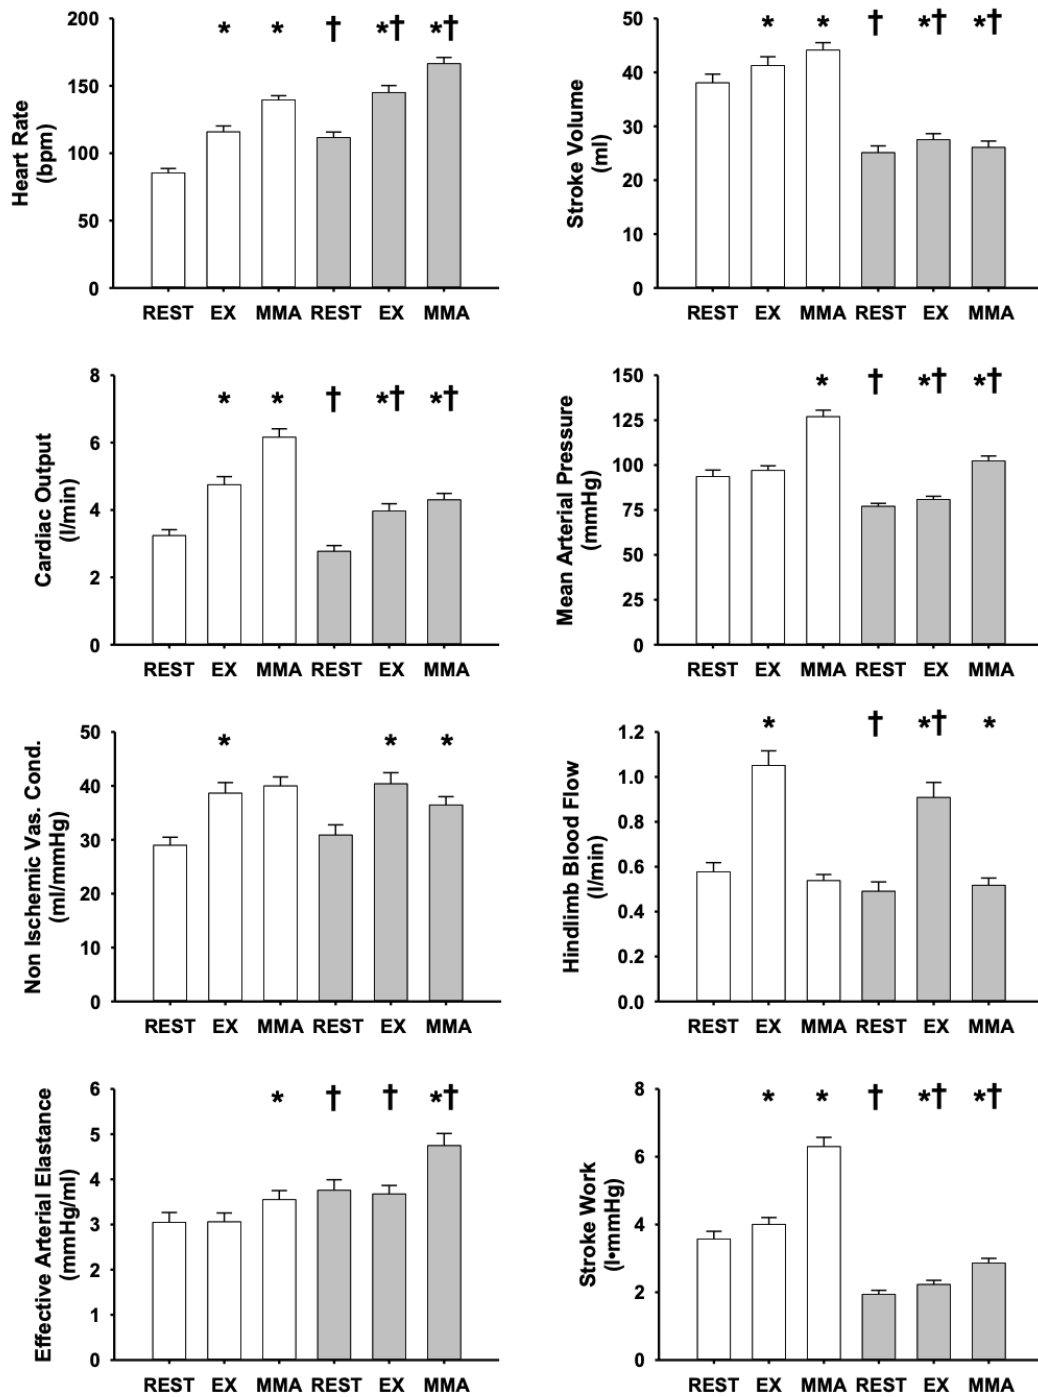 Heart Rate
(bpm)
200
150
100
50
0
* * † *† *†
REST EX MMA REST EX MMA
Stroke Volume
(ml)
50
40
30
20
10
0
* * † *† *†
REST EX MMA REST EX MMA
Cardiac Output
(l/min)
8
6
4
2
0
* * † *† *†
REST EX MMA REST EX MMA
Mean Arterial Pressure
(mmHg)
150
125
100
75
50
25
0
* † *† *†
REST EX MMA REST EX MMA
Non Ischemic Vas. Cond.
(ml/mmHg)
50
40
30
20
10
0
* * *
REST EX MMA REST EX MMA
Hindlimb Blood Flow
(l/min)
1.2
1.0
0.8
0.6
0.4
0.2
0.0
* † *† *
REST EX MMA REST EX MMA
Effective Arterial Elastance
(mmHg/ml)
6
5
4
3
2
1
0
* † † *†
REST EX MMA REST EX MMA
Stroke Work
(l•mmHg)
8
6
4
2
0
* * † *† *†
REST EX MMA REST EX MMA